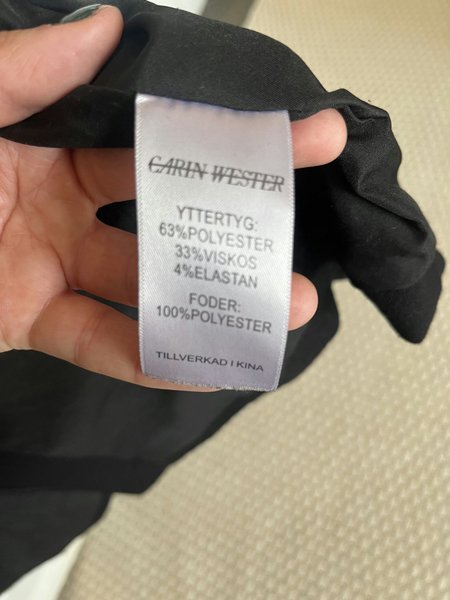 CARIN WESTER
YTTERTYG:
63%POLYESTER
33%VISKOS
4%ELASTAN
FODER:
100%POLYESTER
TILLVERKAD I KINA